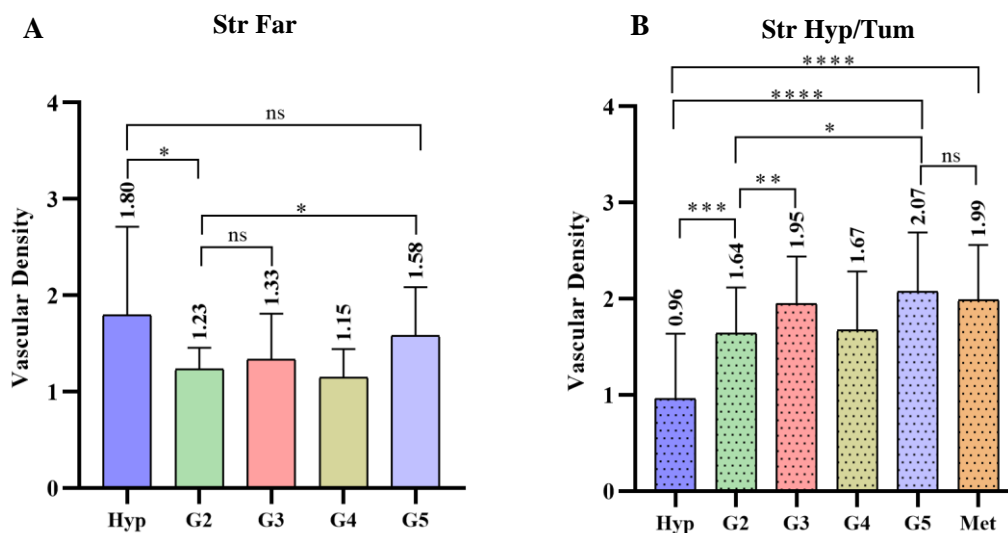 A
Str Far
Vascular Density
4
3
2
1
0
ns
*
*
ns
1.80
1.23
1.33
1.15
1.58
Hyp G2 G3 G4 G5
B
Str Hyp/Tum
Vascular Density
4
3
2
1
0
****
****
*
ns
**
***
0.96
1.64
1.95
1.67
2.07
1.99
Hyp G2 G3 G4 G5 Met